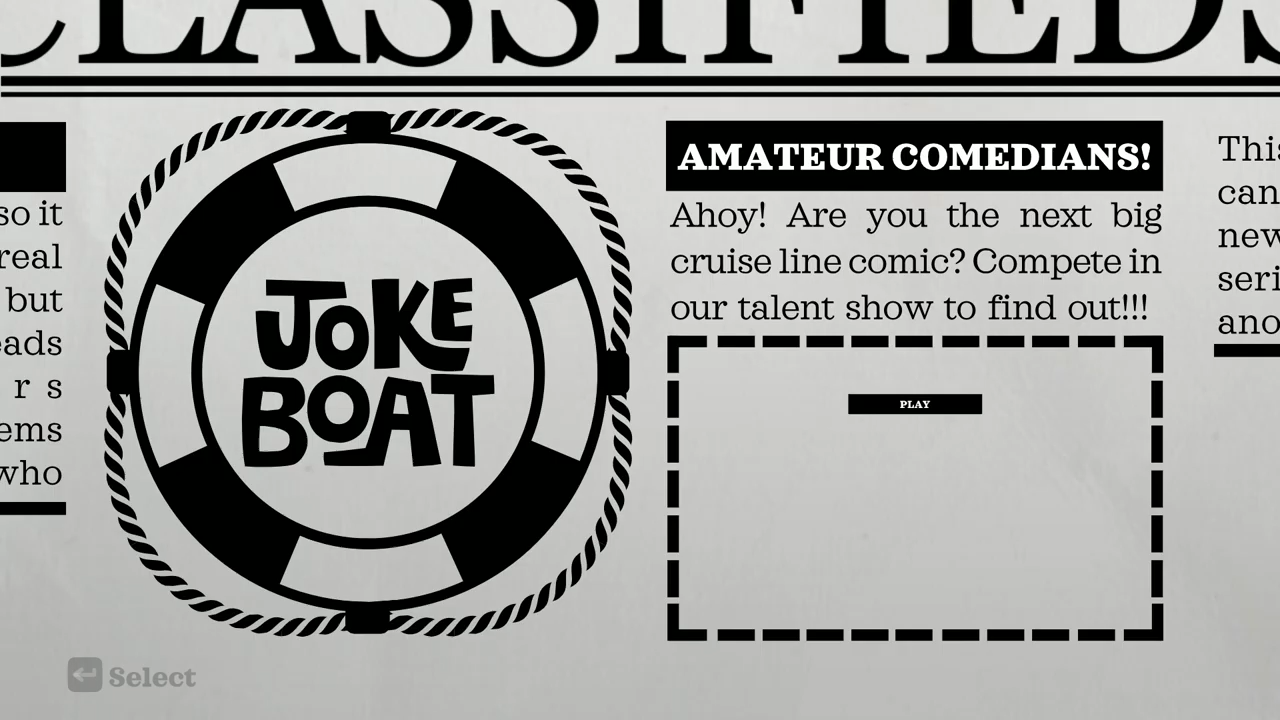 CLASSIFIEDS
so it
real
but
eads
r s
ems
who
JOKE
BOAT
AMATEUR COMEDIANS!
Ahoy! Are you the next big
cruise line comic? Compete in
our talent show to find out!!!
PLAY
This
can
new
seri
ano
Select